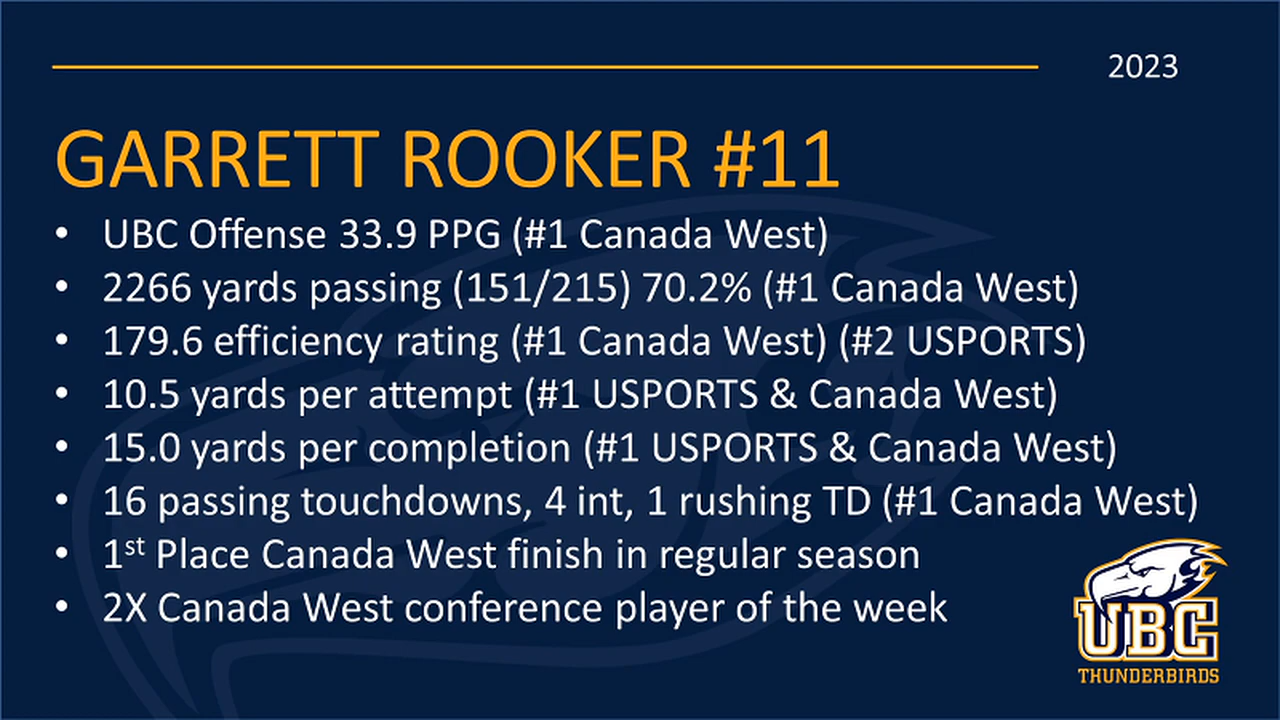 2023
GARRETT ROOKER #11
• UBC Offense 33.9 PPG (#1 Canada West)
• 2266 yards passing (151/215) 70.2% (#1 Canada West)
• 179.6 efficiency rating (#1 Canada West) (#2 USPORTS)
• 10.5 yards per attempt (#1 USPORTS & Canada West)
• 15.0 yards per completion (#1 USPORTS & Canada West)
• 16 passing touchdowns, 4 int, 1 rushing TD (#1 Canada West)
• 1st Place Canada West finish in regular season
• 2X Canada West conference player of the week
UBC
THUNDERBIRDS